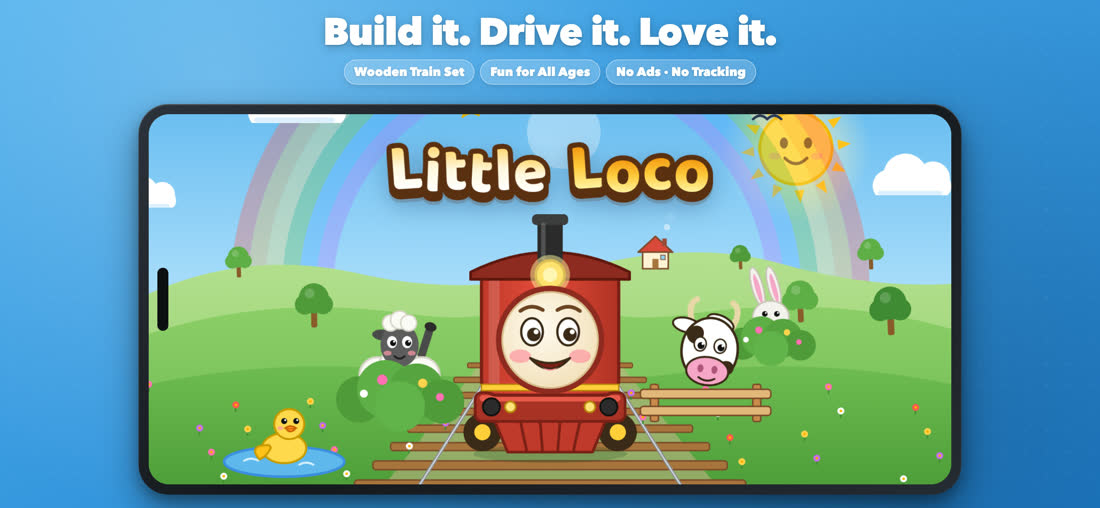 Build it. Drive it. Love it.
Wooden Train Set
Fun for All Ages
No Ads · No Tracking
Little Loco